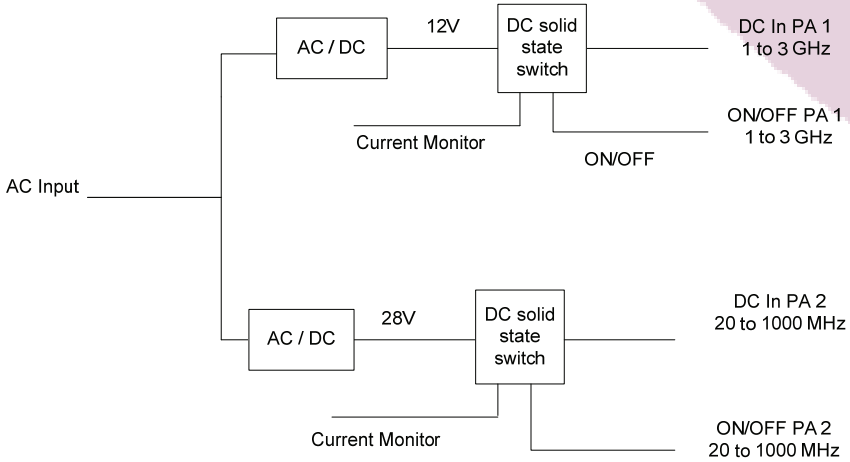 AC / DC
12V
DC solid
state
switch
DC In PA 1
1 to 3 GHz
Current Monitor
ON/OFF
ON/OFF PA 1
1 to 3 GHz
AC Input
AC / DC
28V
DC solid
state
switch
DC In PA 2
20 to 1000 MHz
Current Monitor
ON/OFF PA 2
20 to 1000 MHz